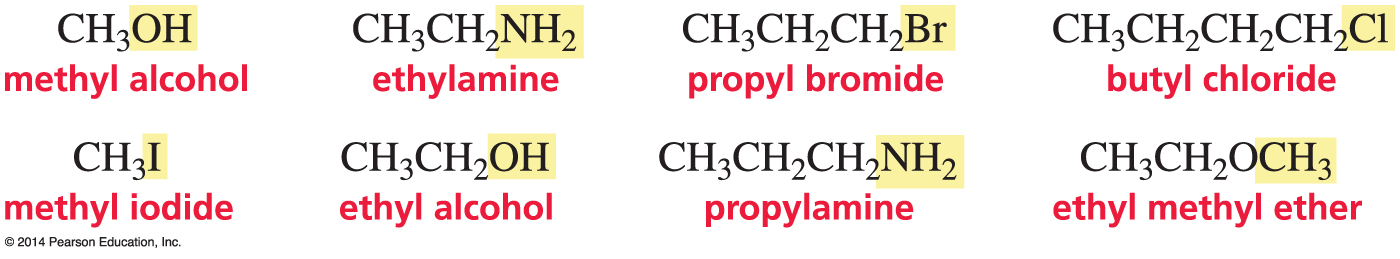 CH₃OH CH₃CH₂NH₂ CH₃CH₂CH₂Br CH₃CH₂CH₂CH₂Cl
methyl alcohol ethylamine propyl bromide butyl chloride
CH₃I CH₃CH₂OH CH₃CH₂CH₂NH₂ CH₃CH₂OCH₃
methyl iodide ethyl alcohol propylamine ethyl methyl ether
© 2014 Pearson Education, Inc.